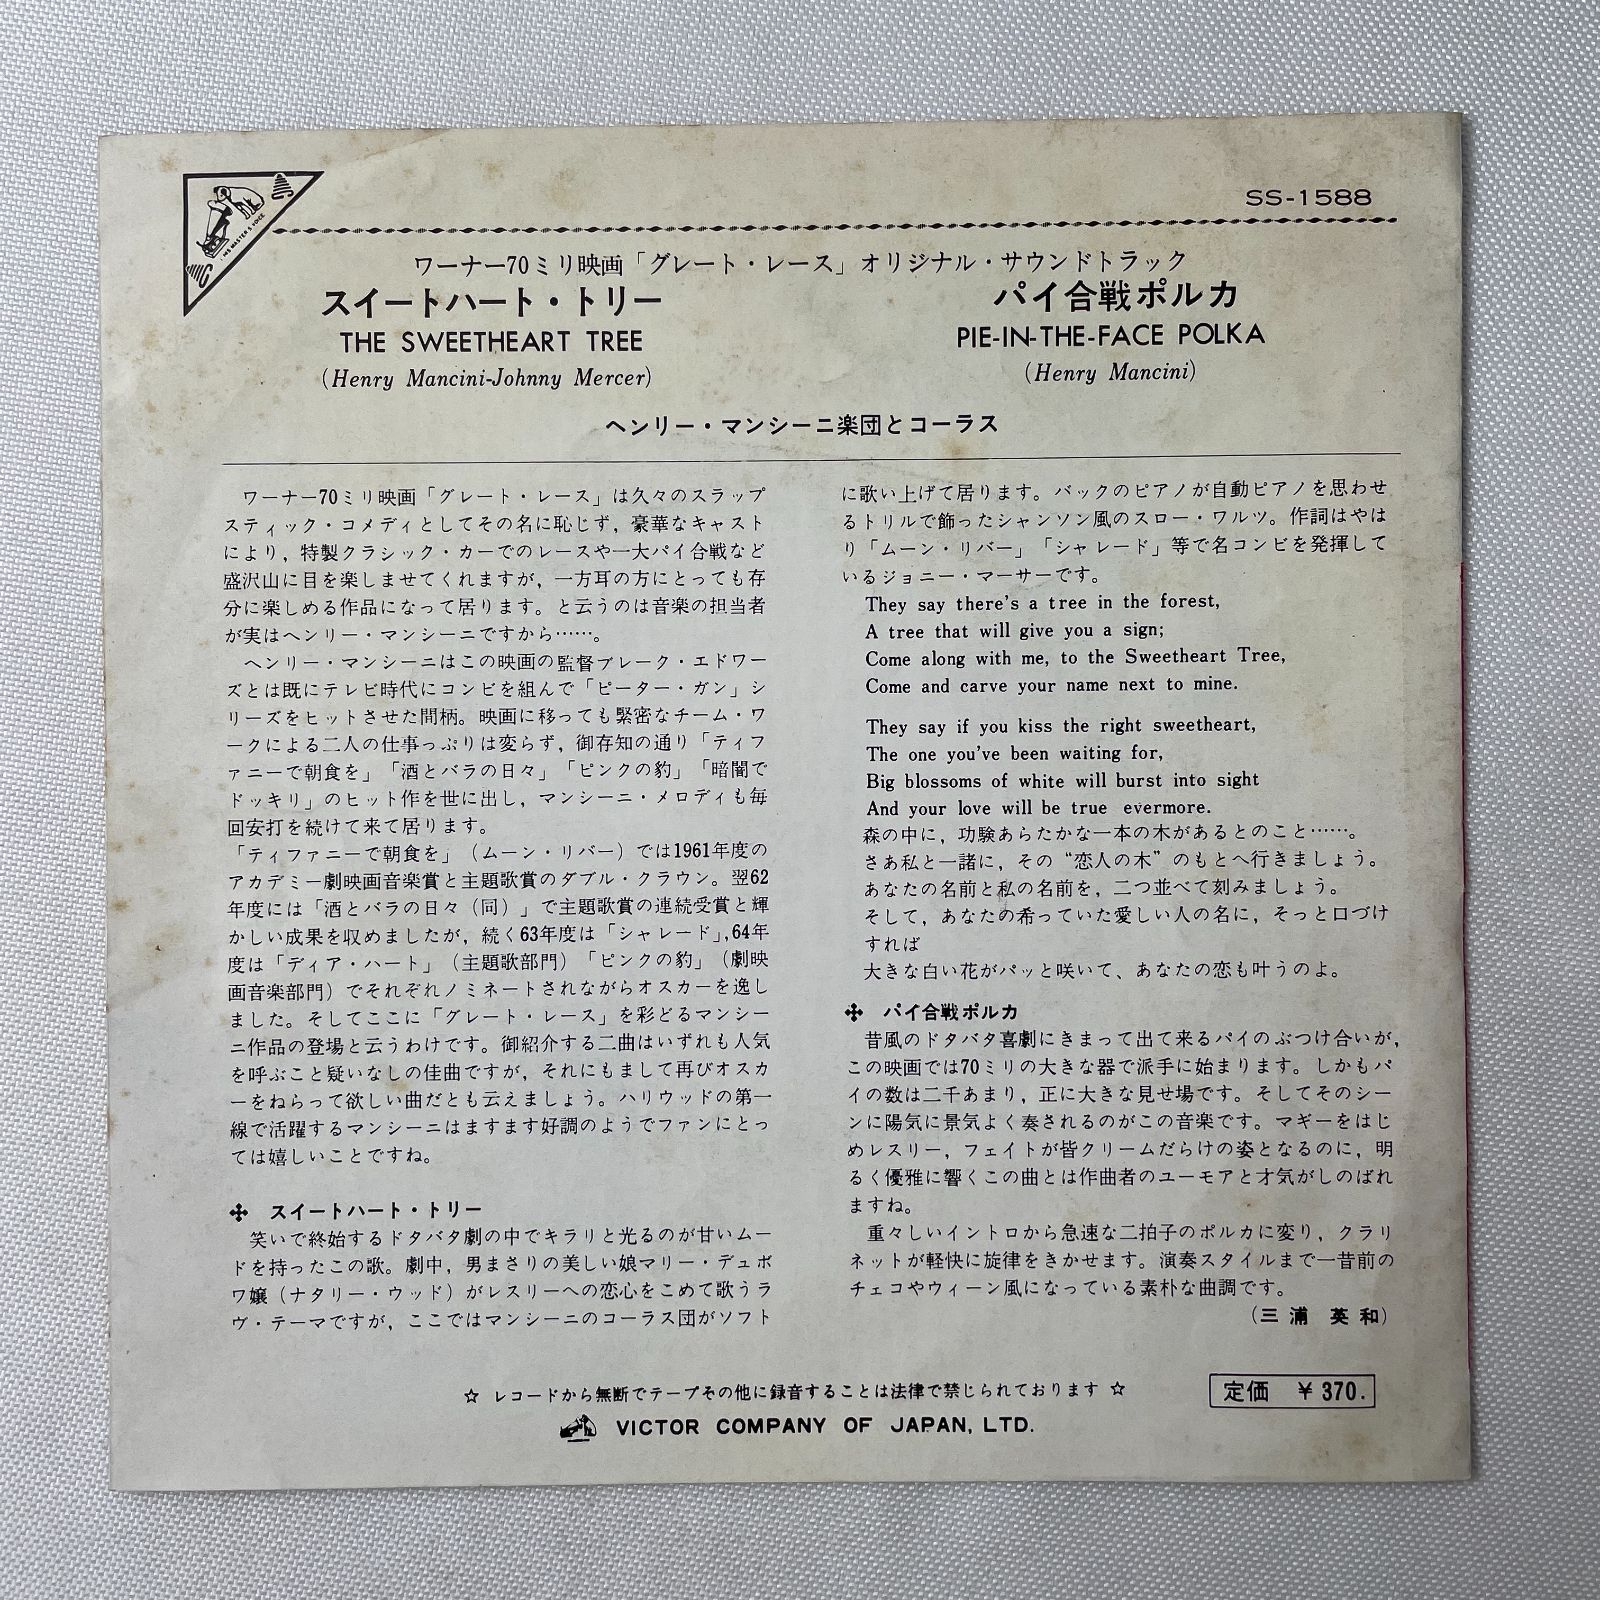 HIS MASTER'S VOICE
SS-1588
ワーナー70ミリ映画「グレート・レース」オリジナル・サウンドトラック
スイートハート・トリー
THE SWEETHEART TREE
(Henry Mancini-Johnny Mercer)
パイ合戦ポルカ
PIE-IN-THE-FACE POLKA
(Henry Mancini)
ヘンリー・マンシーニ楽団とコーラス
ワーナー70ミリ映画「グレート・レース」は久々のスラップ
スティック・コメディとしてその名に恥じず，豪華なキャスト
により，特製クラシック・カーでのレースや一大パイ合戦など
盛沢山に目を楽しませてくれますが，一方耳の方にとっても存
分に楽しめる作品になって居ります。と云うのは音楽の担当者
が実はヘンリー・マンシーニですから……。
ヘンリー・マンシーニはこの映画の監督ブレーク・エドワー
ズとは既にテレビ時代にコンビを組んで「ピーター・ガン」シ
リーズをヒットさせた間柄。映画に移っても緊密なチーム・ワ
ークによる二人の仕事っぷりは変らず，御存知の通り「ティフ
ァニーで朝食を」「酒とバラの日々」「ピンクの豹」「暗闇で
ドッキリ」のヒット作を世に出し，マンシーニ・メロディも毎
回安打を続けて来て居ります。
「ティファニーで朝食を」（ムーン・リバー）では1961年度の
アカデミー劇映画音楽賞と主題歌賞のダブル・クラウン。翌62
年度には「酒とバラの日々（同）」で主題歌賞の連続受賞と輝
かしい成果を収めましたが，続く63年度は「シャレード」,64年
度は「ディア・ハート」（主題歌部門）「ピンクの豹」（劇映
画音楽部門）でそれぞれノミネートされながらオスカーを逸し
ました。そしてここに「グレート・レース」を彩どるマンシー
ニ作品の登場と云うわけです。御紹介する二曲はいずれも人気
を呼ぶこと疑いなしの佳曲ですが，それにもまして再びオスカ
ーをねらって欲しい曲だとも云えましょう。ハリウッドの第一
線で活躍するマンシーニはますます好調のようでファンにとっ
ては嬉しいことですね。
✣ スイートハート・トリー
笑いで終始するドタバタ劇の中でキラリと光るのが甘いムー
ドを持ったこの歌。劇中，男まさりの美しい娘マリー・デュボ
ワ嬢（ナタリー・ウッド）がレスリーへの恋心をこめて歌うラ
ヴ・テーマですが，ここではマンシーニのコーラス団がソフト
に歌い上げて居ります。バックのピアノが自動ピアノを思わせ
るトリルで飾ったシャンソン風のスロー・ワルツ。作詞はやは
り「ムーン・リバー」「シャレード」等で名コンビを発揮して
いるジョニー・マーサーです。
They say there's a tree in the forest,
A tree that will give you a sign;
Come along with me, to the Sweetheart Tree,
Come and carve your name next to mine.
They say if you kiss the right sweetheart,
The one you've been waiting for,
Big blossoms of white will burst into sight
And your love will be true evermore.
森の中に，功験あらたかな一本の木があるとのこと……。
さあ私と一諸に，その“恋人の木”のもとへ行きましょう。
あなたの名前と私の名前を，二つ並べて刻みましょう。
そして，あなたの希っていた愛しい人の名に，そっと口づけ
すれば
大きな白い花がパッと咲いて、あなたの恋も叶うのよ。
✣ パイ合戦ポルカ
昔風のドタバタ喜劇にきまって出て来るパイのぶつけ合いが，
この映画では70ミリの大きな器で派手に始まります。しかもパ
イの数は二千あまり，正に大きな見せ場です。そしてそのシー
ンに陽気に景気よく奏されるのがこの音楽です。マギーをはじ
めレスリー，フェイトが皆クリームだらけの姿となるのに，明
るく優雅に響くこの曲とは作曲者のユーモアと才気がしのばれ
ますね。
重々しいイントロから急速な二拍子のポルカに変り，クラリ
ネットが軽快に旋律をきかせます。演奏スタイルまで一昔前の
チェコやウィーン風になっている素朴な曲調です。
（三浦 英和）
☆ レコードから無断でテープその他に録音することは法律で禁じられております ☆
定価 ￥370.
VICTOR COMPANY OF JAPAN, LTD.